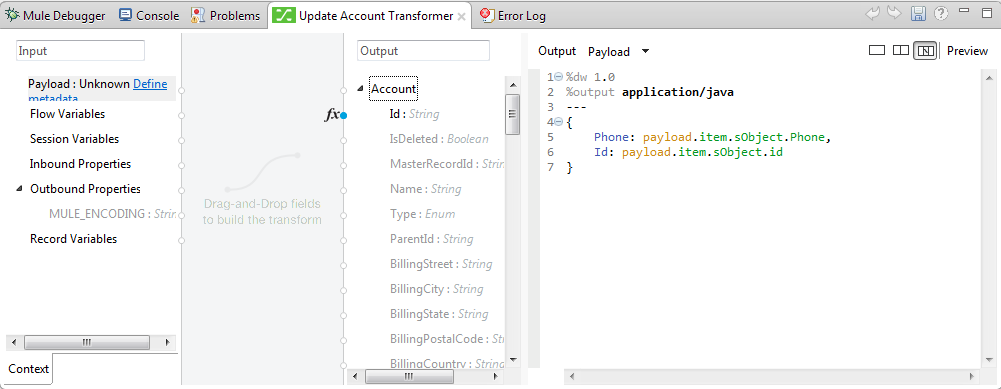 Mule Debugger Console Problems Update Account Transformer Error Log
Input
Payload : Unknown Define
metadata
Flow Variables
Session Variables
Inbound Properties
Outbound Properties
MULE_ENCODING : Strin
Record Variables
Context
Drag-and-Drop fields
to build the transform
fx
Output
Account
Id : String
IsDeleted : Boolean
MasterRecordId : Strin
Name : String
Type : Enum
ParentId : String
BillingStreet : String
BillingCity : String
BillingState : String
BillingPostalCode : St
BillingCountry : String
Output Payload Preview
1 %dw 1.0
2 %output application/java
3 ---
4 {
5 Phone: payload.item.sObject.Phone,
6 Id: payload.item.sObject.id
7 }